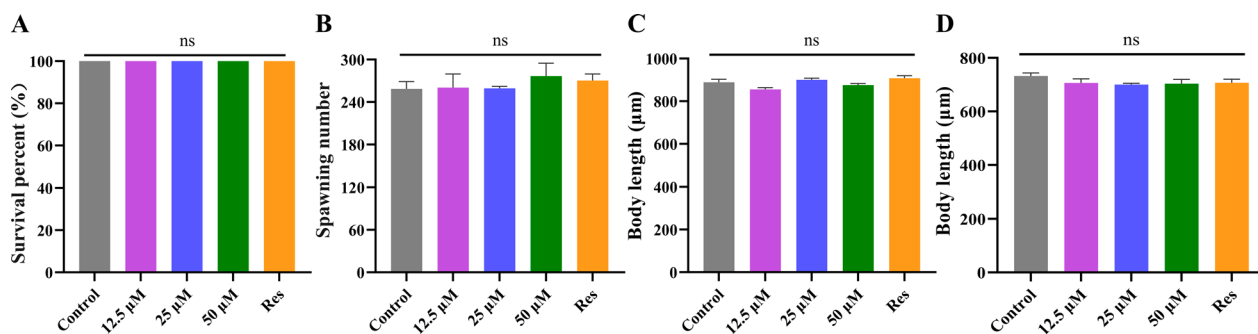 A
ns
Survival percent (%)
100
80
60
40
20
0
Control
12.5 μM
25 μM
50 μM
Res
B
ns
Spawning number
300
240
180
120
60
0
Control
12.5 μM
25 μM
50 μM
Res
C
ns
Body length (μm)
1000
800
600
400
200
0
Control
12.5 μM
25 μM
50 μM
Res
D
ns
Body length (μm)
800
600
400
200
0
Control
12.5 μM
25 μM
50 μM
Res